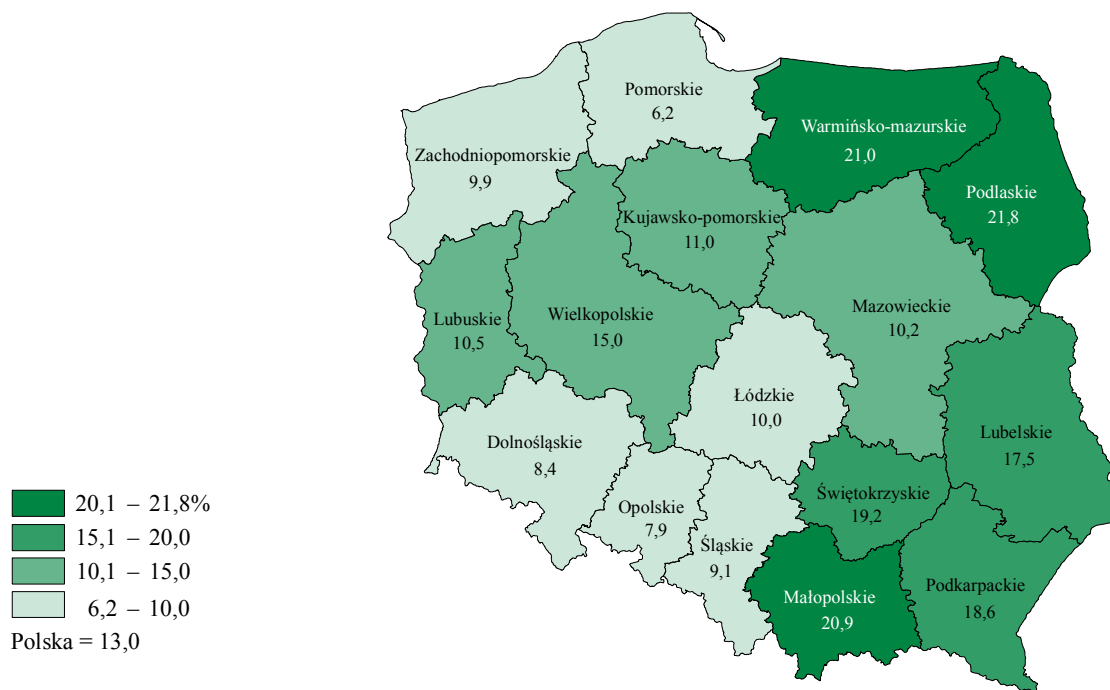 Pomorskie
6,2
Warmińsko-mazurskie
21,0
Zachodniopomorskie
9,9
Podlaskie
21,8
Kujawsko-pomorskie
11,0
Mazowieckie
10,2
Lubuskie
10,5
Wielkopolskie
15,0
Łódzkie
10,0
Lubelskie
17,5
Dolnośląskie
8,4
Świętokrzyskie
19,2
Opolskie
7,9
Śląskie
9,1
Podkarpackie
18,6
Małopolskie
20,9
20,1 – 21,8%
15,1 – 20,0
10,1 – 15,0
6,2 – 10,0
Polska = 13,0